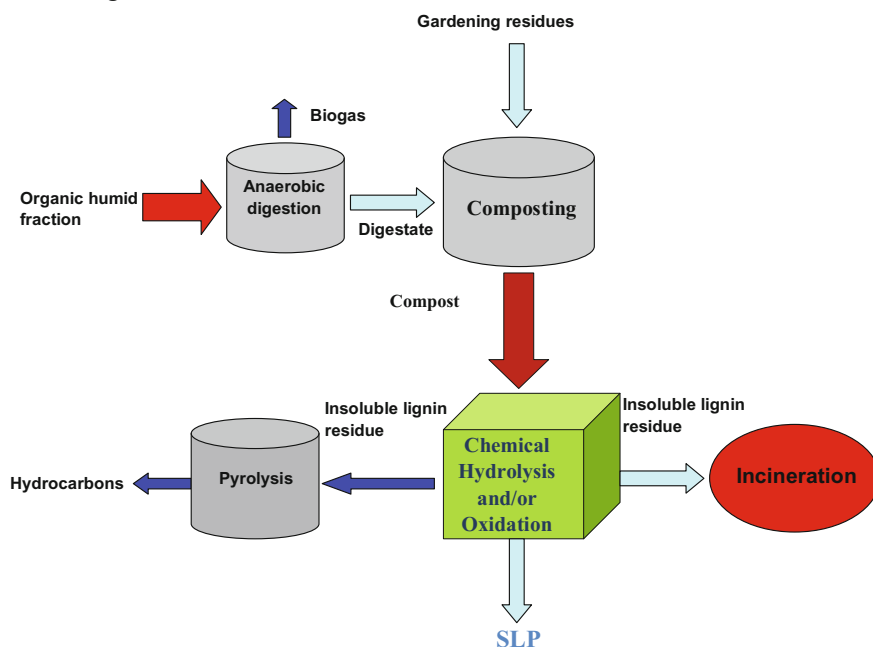 Gardening residues
Biogas
Anaerobic
digestion
Organic humid
fraction
Composting
Digestate
Compost
Insoluble lignin
residue
Insoluble lignin
residue
Chemical
Hydrolysis
and/or
Oxidation
Incineration
Pyrolysis
Hydrocarbons
SLP